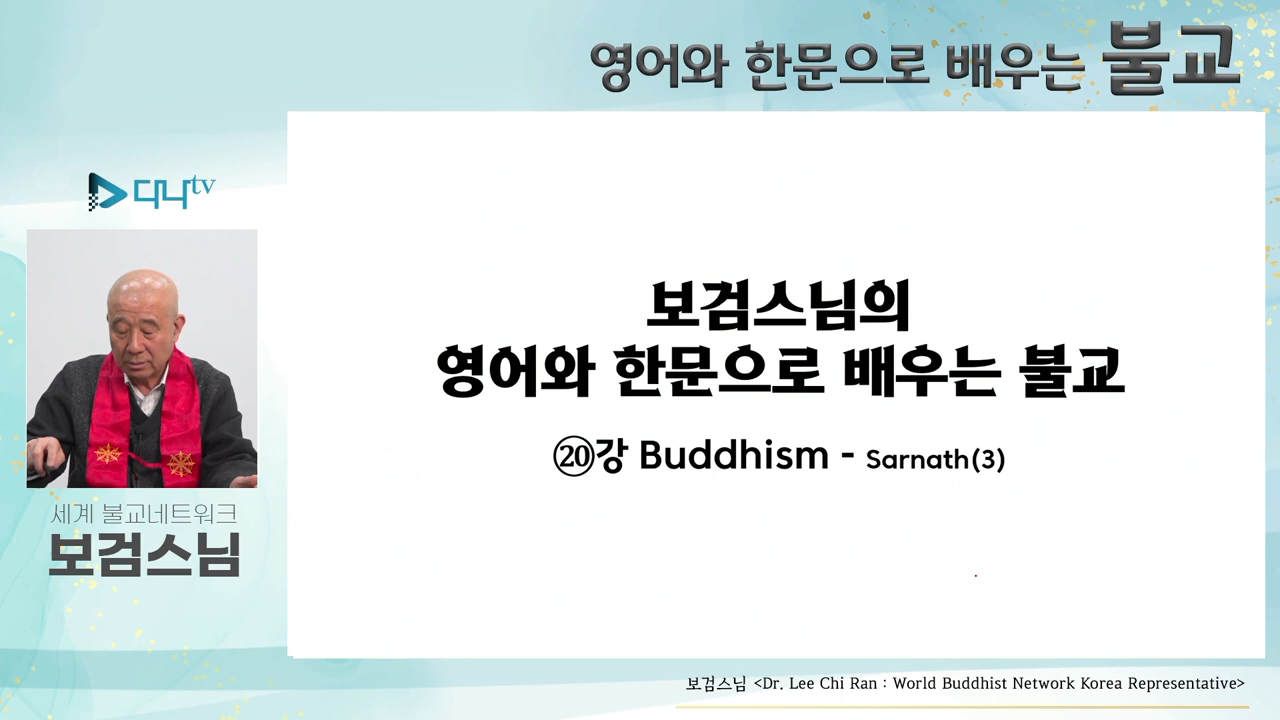 영어와 한문으로 배우는 불교
디나tv
보검스님의
영어와 한문으로 배우는 불교
⑳강 Buddhism - Sarnath(3)
세계 불교네트워크
보검스님
보검스님 <Dr. Lee Chi Ran : World Buddhist Network Korea Representative>